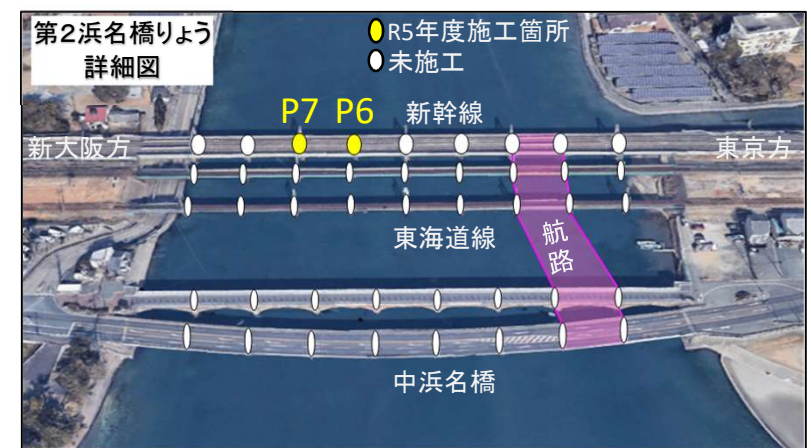 第2浜名橋りょう
詳細図
R5年度施工箇所
未施工
P7 P6 新幹線
新大阪方
東京方
東海道線
航路
中浜名橋